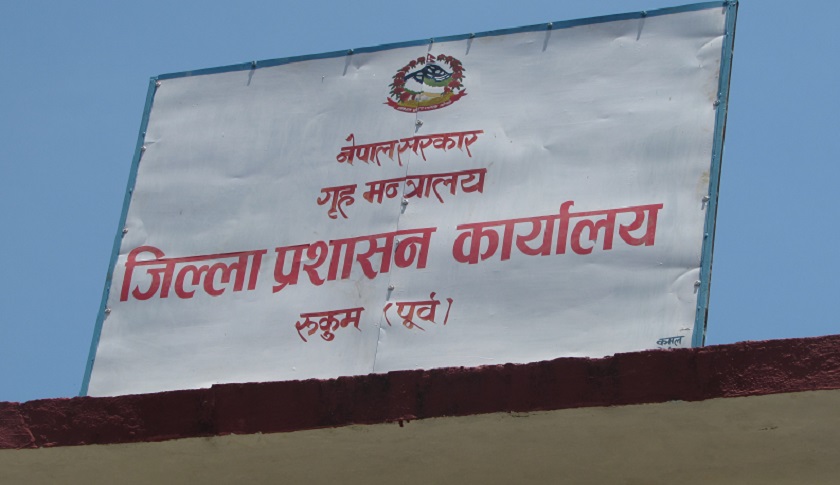 नेपाल सरकार
गृह मन्त्रालय
जिल्ला प्रशासन कार्यालय
रुकुम (पूर्व)
कमल